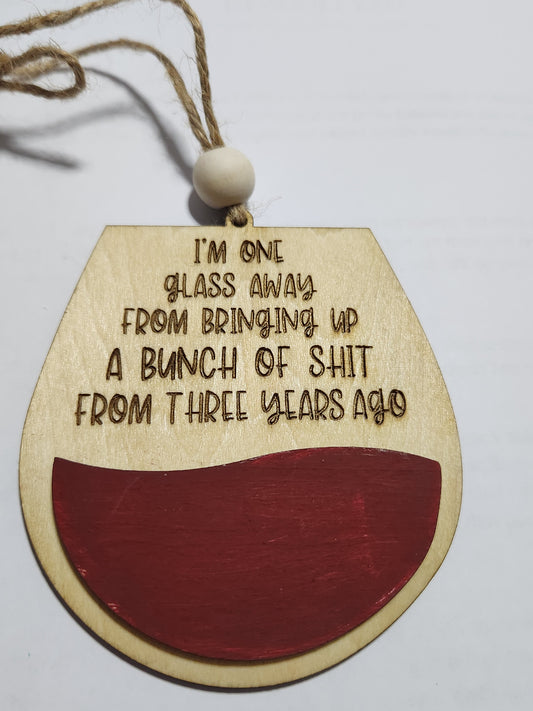 I'M ONE
GLASS AWAY
FROM BRINGING UP
A BUNCH OF SHIT
FROM THREE YEARS AGO